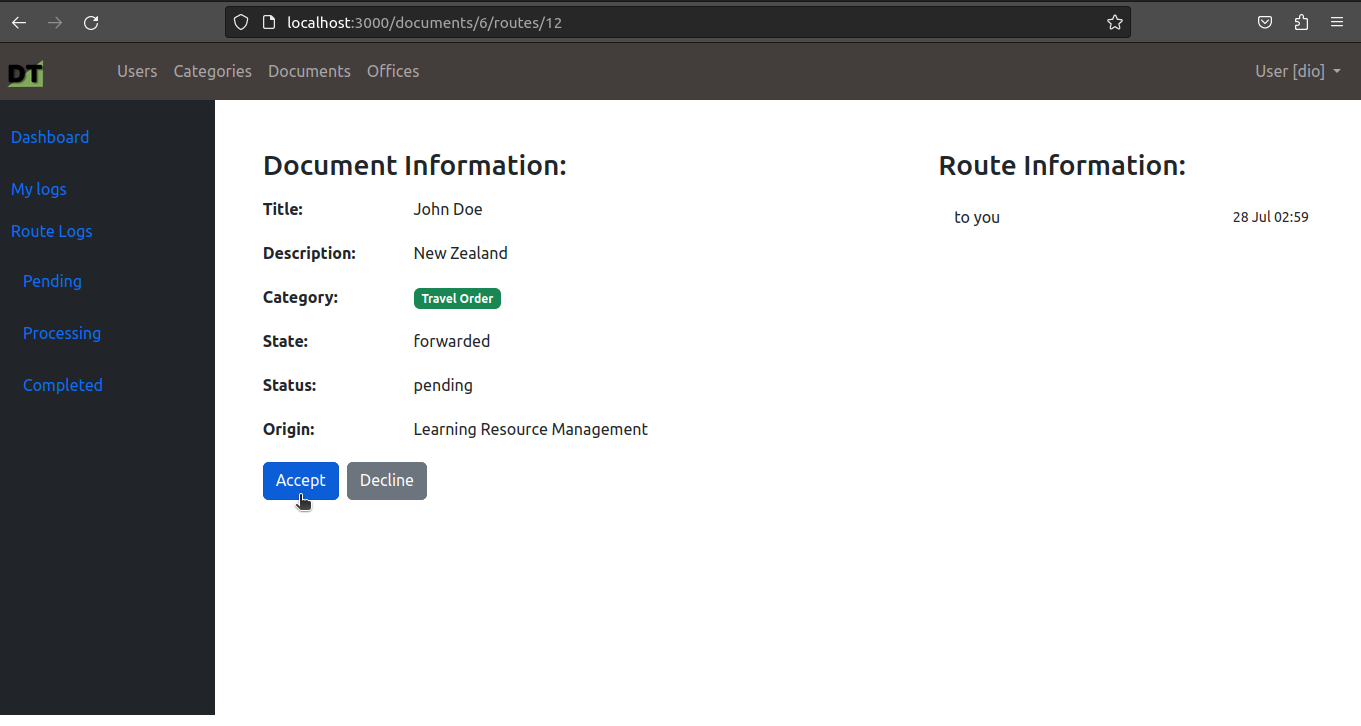 localhost:3000/documents/6/routes/12
DT Users Categories Documents Offices User [dio]
Dashboard
My logs
Route Logs
Pending
Processing
Completed
Document Information:
Title: John Doe
Description: New Zealand
Category: Travel Order
State: forwarded
Status: pending
Origin: Learning Resource Management
Accept Decline
Route Information:
to you 28 Jul 02:59